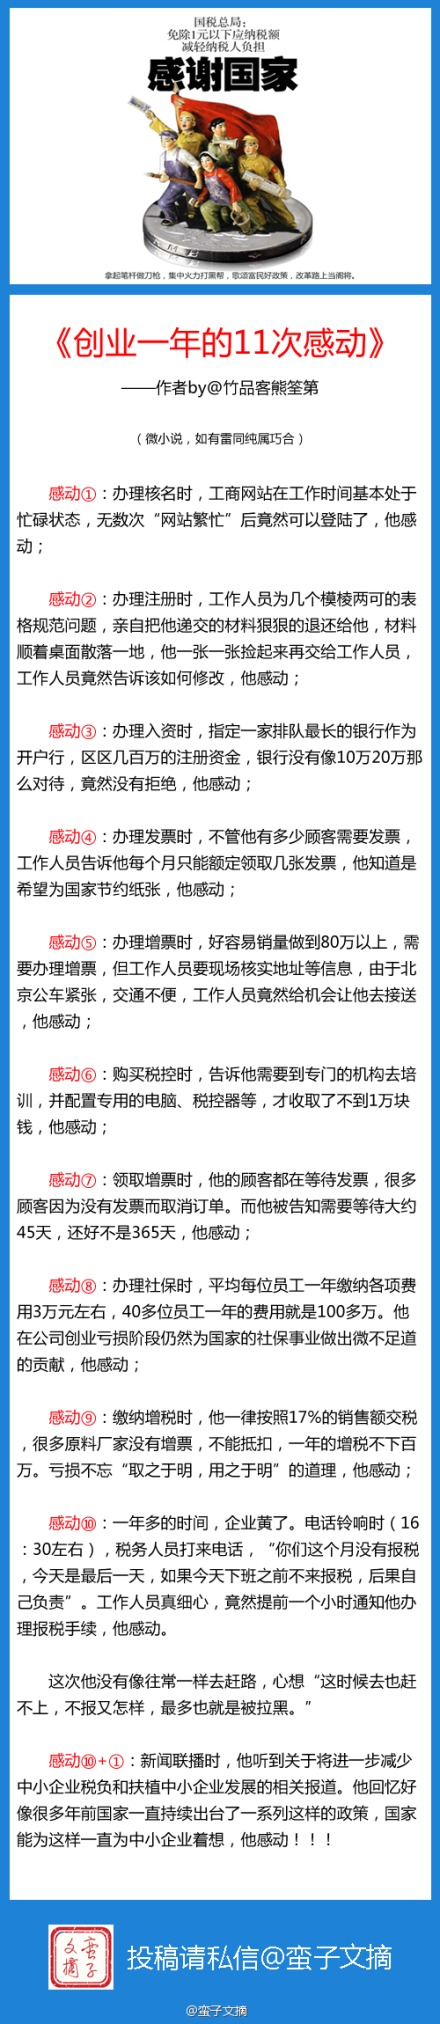 国税总局：
免除1元以下应纳税额
减轻纳税人负担
感谢国家
拿起笔杆做刀枪，集中火力打黑帮，歌颂富民好政策，改革路上当阁将。
《创业一年的11次感动》
——作者by@竹品客熊筌第
（微小说，如有雷同纯属巧合）
感动①：办理核名时，工商网站在工作时间基本处于
忙碌状态，无数次“网站繁忙”后竟然可以登陆了，他感
动；
感动②：办理注册时，工作人员为几个模棱两可的表
格规范问题，亲自把他递交的材料狠狠的退还给他，材料
顺着桌面散落一地，他一张一张捡起来再交给工作人员，
工作人员竟然告诉该如何修改，他感动；
感动③：办理入资时，指定一家排队最长的银行作为
开户行，区区几百万的注册资金，银行没有像10万20万那
么对待，竟然没有拒绝，他感动；
感动④：办理发票时，不管他有多少顾客需要发票，
工作人员告诉他每个月只能额定领取几张发票，他知道是
希望为国家节约纸张，他感动；
感动⑤：办理增票时，好容易销量做到80万以上，需
要办理增票，但工作人员要现场核实地址等信息，由于北
京公车紧张，交通不便，工作人员竟然给机会让他去接送
，他感动；
感动⑥：购买税控时，告诉他需要到专门的机构去培
训，并配置专用的电脑、税控器等，才收取了不到1万块
钱，他感动；
感动⑦：领取增票时，他的顾客都在等待发票，很多
顾客因为没有发票而取消订单。而他被告知需要等待大约
45天，还好不是365天，他感动；
感动⑧：办理社保时，平均每位员工一年缴纳各项费
用3万元左右，40多位员工一年的费用就是100多万。他
在公司创业亏损阶段仍然为国家的社保事业做出微不足道
的贡献，他感动；
感动⑨：缴纳增税时，他一律按照17%的销售额交税
，很多原料厂家没有增票，不能抵扣，一年的增税不下百
万。亏损不忘“取之于明，用之于明”的道理，他感动；
感动⑩：一年多的时间，企业黄了。电话铃响时（16
：30左右），税务人员打来电话，“你们这个月没有报税
，今天是最后一天，如果今天下班之前不来报税，后果自
己负责”。工作人员真细心，竟然提前一个小时通知他办
理报税手续，他感动。
这次他没有像往常一样去赶路，心想“这时候去也赶
不上，不报又怎样，最多也就是被拉黑。”
感动⑩+①：新闻联播时，他听到关于将进一步减少
中小企业税负和扶植中小企业发展的相关报道。他回忆好
像很多年前国家一直持续出台了一系列这样的政策，国家
能为这样一直为中小企业着想，他感动！！！
蛮子文摘
投稿请私信@蛮子文摘
@蛮子文摘